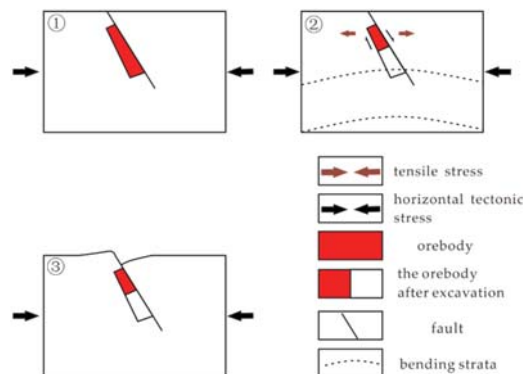 ①
②
③
tensile stress
horizontal tectonic
stress
orebody
the orebody
after excavation
fault
bending strata